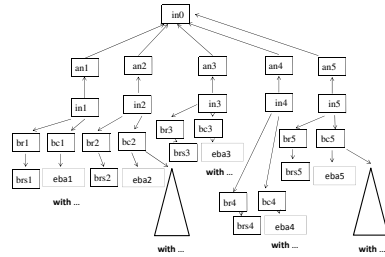 in0
an1 an2 an3 an4 an5
in1 in2 in3 in4 in5
br3 bc3
br1 bc1 br2 bc2 br5 bc5
brs3 eba3
brs5 eba5
brs1 eba1 brs2 eba2
with ...
with ...
br4 bc4
brs4 eba4
with ...
with ...
with ...